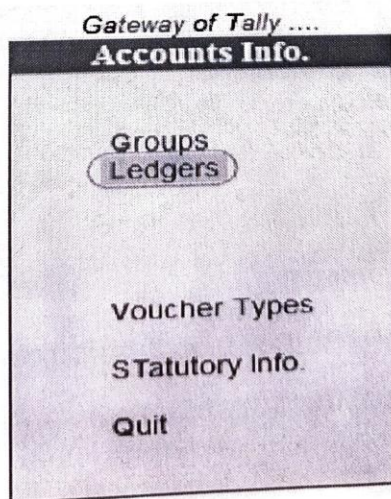 Gateway of Tally ....
Accounts Info.
Groups
Ledgers
Voucher Types
STatutory Info.
Quit